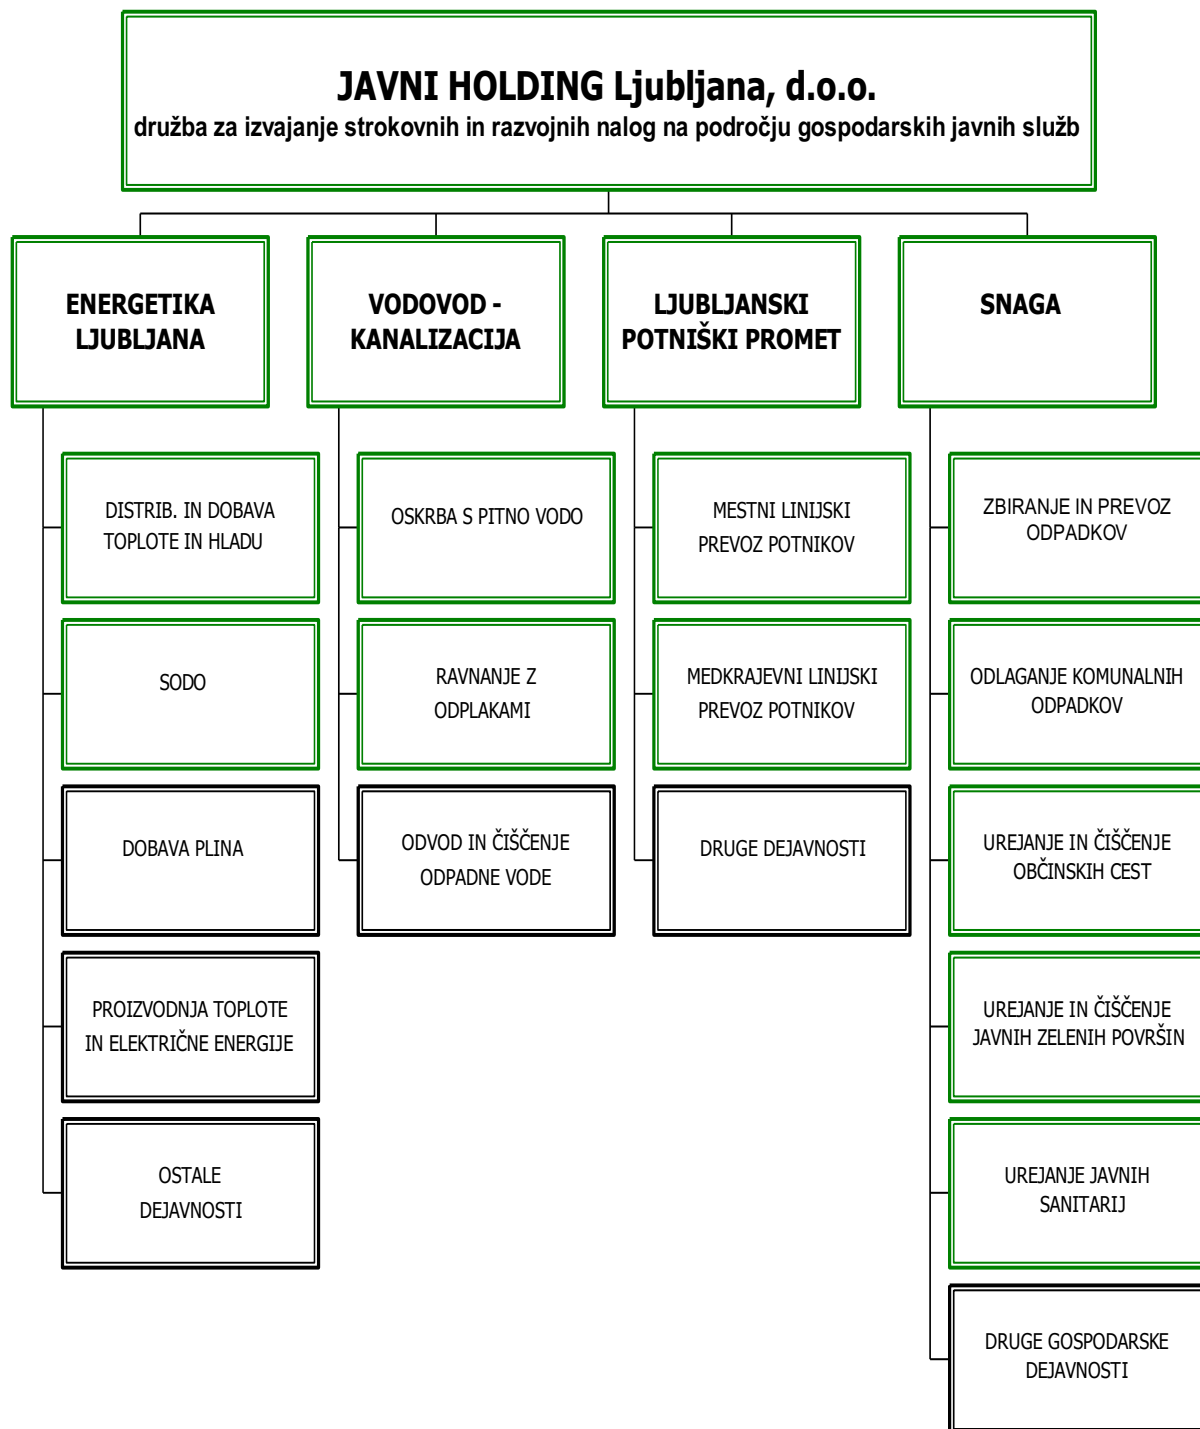 JAVNI HOLDING Ljubljana, d.o.o.
družba za izvajanje strokovnih in razvojnih nalog na področju gospodarskih javnih služb
ENERGETIKA
LJUBLJANA
VODOVOD -
KANALIZACIJA
LJUBLJANSKI
POTNIŠKI PROMET
SNAGA
DISTRIB. IN DOBAVA
TOPLOTE IN HLADU
SODO
DOBAVA PLINA
PROIZVODNJA TOPLOTE
IN ELEKTRIČNE ENERGIJE
OSTALE
DEJAVNOSTI
OSKRBA S PITNO VODO
RAVNANJE Z
ODPLAKAMI
ODVOD IN ČIŠČENJE
ODPADNE VODE
MESTNI LINIJSKI
PREVOZ POTNIKOV
MEDKRAJEVNI LINIJSKI
PREVOZ POTNIKOV
DRUGE DEJAVNOSTI
ZBIRANJE IN PREVOZ
ODPADKOV
ODLAGANJE KOMUNALNIH
ODPADKOV
UREJANJE IN ČIŠČENJE
OBČINSKIH CEST
UREJANJE IN ČIŠČENJE
JAVNIH ZELENIH POVRŠIN
UREJANJE JAVNIH
SANITARIJ
DRUGE GOSPODARSKE
DEJAVNOSTI